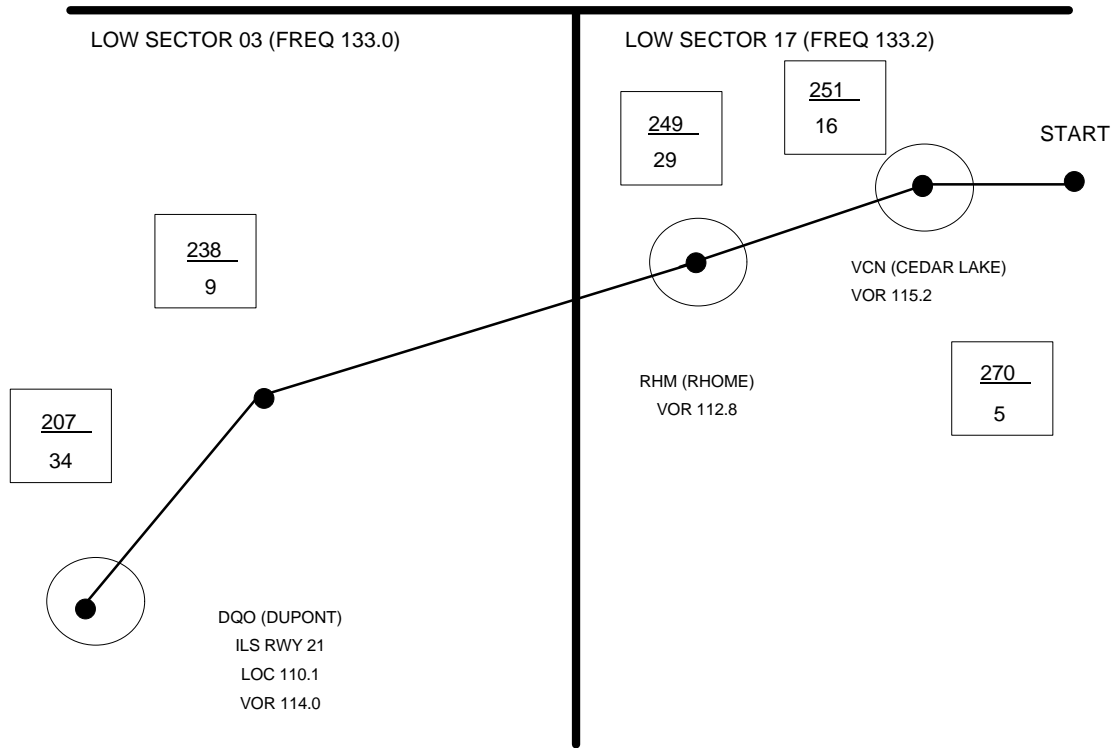 LOW SECTOR 03 (FREQ 133.0)
LOW SECTOR 17 (FREQ 133.2)
251
16
249
29
START
238
9
VCN (CEDAR LAKE)
VOR 115.2
RHM (RHOME)
VOR 112.8
270
5
207
34
DQO (DUPONT)
ILS RWY 21
LOC 110.1
VOR 114.0